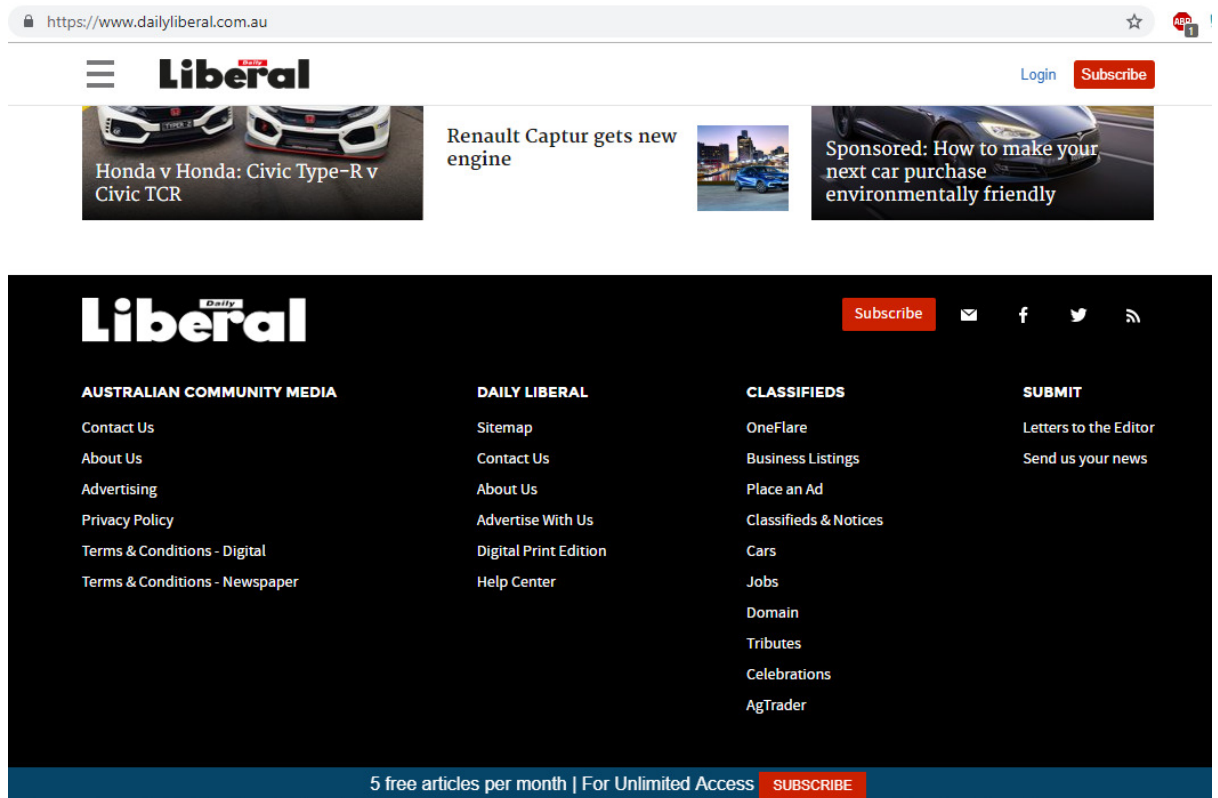 https://www.dailyliberal.com.au
ABP
1
Daily
Liberal
Login
Subscribe
TYPE R
Honda v Honda: Civic Type-R v
Civic TCR
Renault Captur gets new
engine
Sponsored: How to make your
next car purchase
environmentally friendly
Daily
Liberal
Subscribe
AUSTRALIAN COMMUNITY MEDIA
Contact Us
About Us
Advertising
Privacy Policy
Terms & Conditions - Digital
Terms & Conditions - Newspaper
DAILY LIBERAL
Sitemap
Contact Us
About Us
Advertise With Us
Digital Print Edition
Help Center
CLASSIFIEDS
OneFlare
Business Listings
Place an Ad
Classifieds & Notices
Cars
Jobs
Domain
Tributes
Celebrations
AgTrader
SUBMIT
Letters to the Editor
Send us your news
5 free articles per month | For Unlimited Access SUBSCRIBE